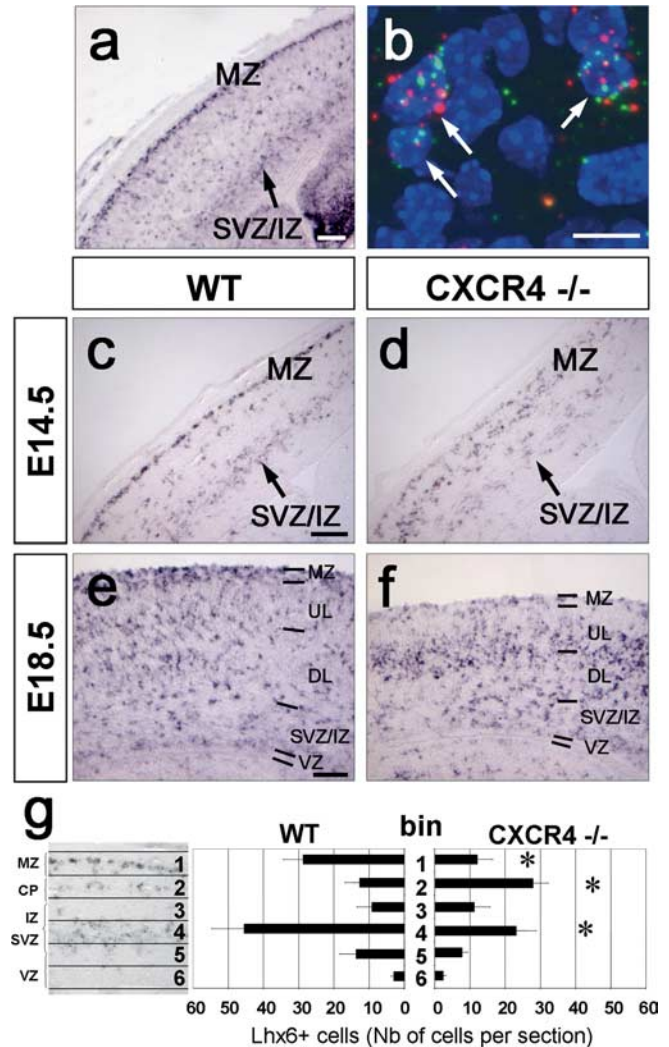 a
MZ
SVZ/IZ
b
WT
CXCR4 -/-
E14.5
c
MZ
SVZ/IZ
d
MZ
SVZ/IZ
E18.5
e
MZ
UL
DL
SVZ/IZ
VZ
f
MZ
UL
DL
SVZ/IZ
VZ
g
WT
bin
CXCR4 -/-
MZ
CP
IZ
SVZ
VZ
1
2
3
4
5
6
1 *
2 *
3
4 *
5
6
60 50 40 30 20 10 0 0 10 20 30 40 50 60
Lhx6+ cells (Nb of cells per section)